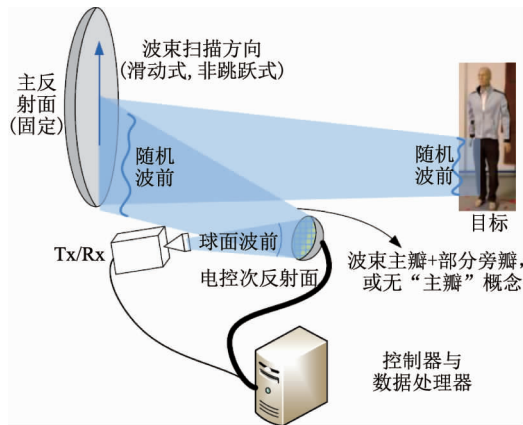 波束扫描方向
(滑动式,非跳跃式)
主反
射面
(固定)
随机
波前
随机
波前
目标
Tx/Rx
球面波前
电控次反射面
波束主瓣+部分旁瓣,
或无“主瓣”概念
控制器与
数据处理器